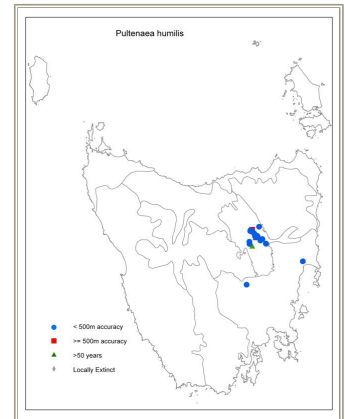 Pultenaea humilis
< 500m accuracy
>= 500m accuracy
>50 years
Locally Extinct